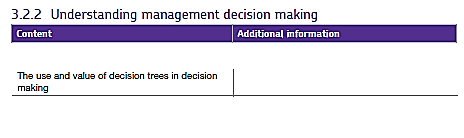 3.2.2 Understanding management decision making
Content Additional information
The use and value of decision trees in decision
making